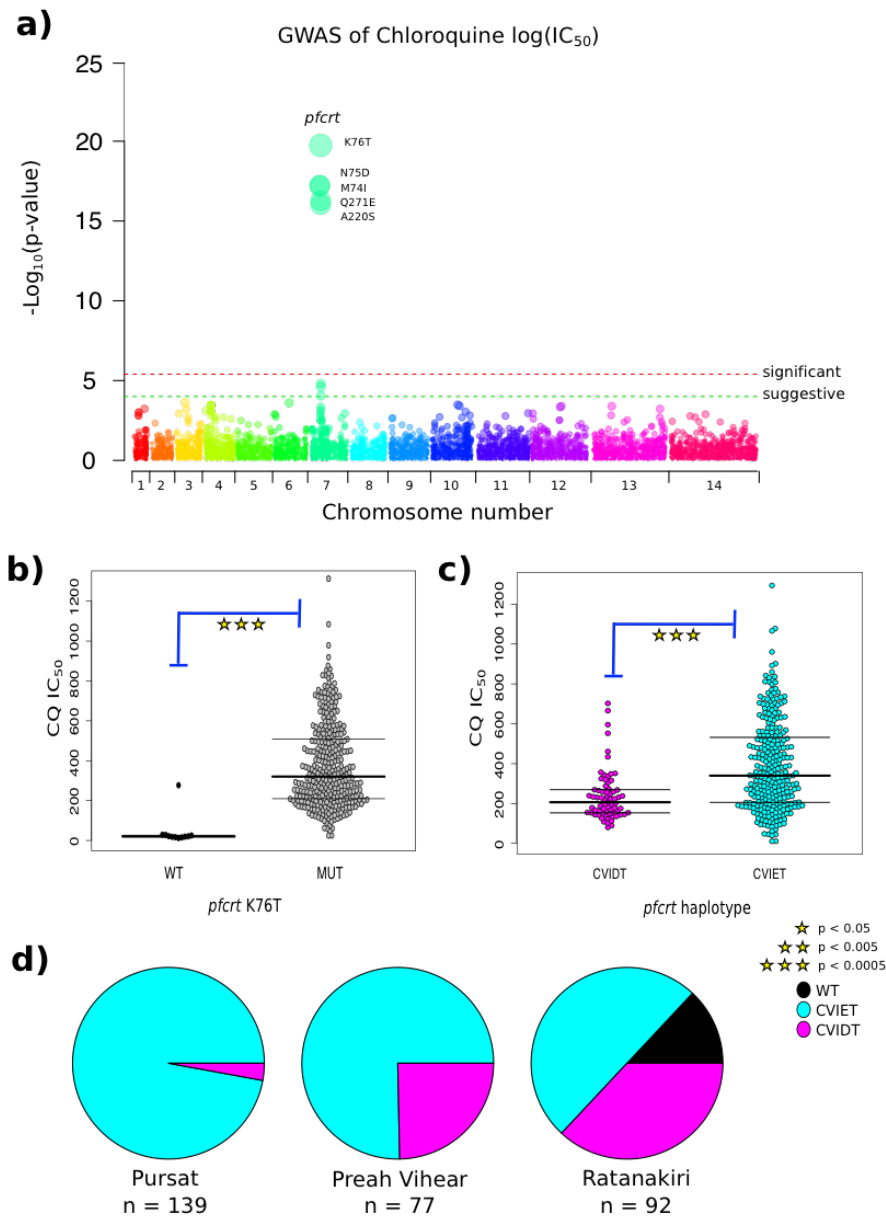 a)
GWAS of Chloroquine log(IC50)
25
20
15
10
5
0
-Log10(p-value)
pfcrt
K76T
N75D
M74I
Q271E
A220S
significant
suggestive
1 2 3 4 5 6 7 8 9 10 11 12 13 14
Chromosome number
b)
CQ IC50
0 200 400 600 800 1000 1200
WT MUT
pfcrt K76T
c)
CQ IC50
0 200 400 600 800 1000 1200
CVIDT CVIET
pfcrt haplotype
p < 0.05
p < 0.005
p < 0.0005
WT
CVIET
CVIDT
d)
Pursat
n = 139
Preah Vihear
n = 77
Ratanakiri
n = 92